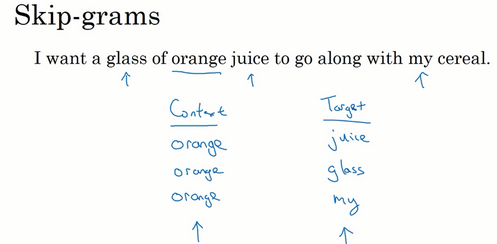 Skip-grams
I want a glass of orange juice to go along with my cereal.
Context Target
orange juice
orange glass
orange my